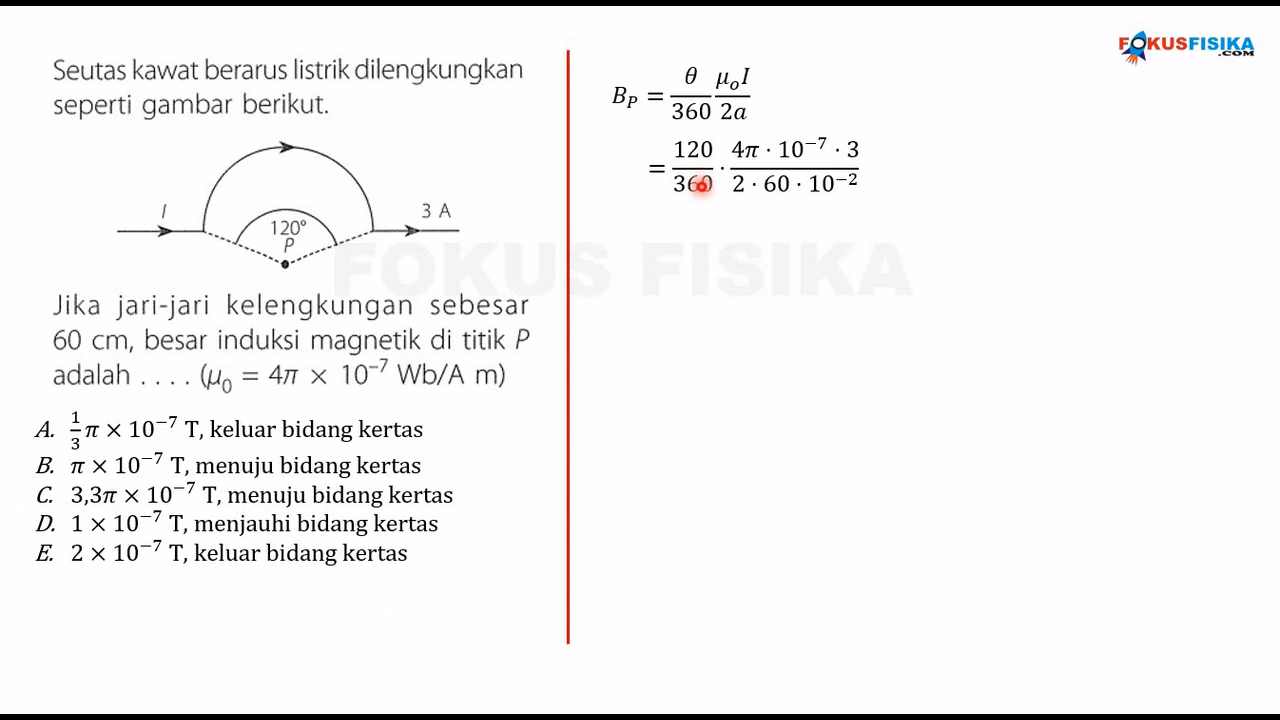 FOKUSFISIKA
.COM
Seutas kawat berarus listrik dilengkungkan
seperti gambar berikut.
I
120°
P
3 A
Jika jari-jari kelengkungan sebesar
60 cm, besar induksi magnetik di titik P
adalah . . . . (μ₀ = 4π × 10⁻⁷ Wb/A m)
A. 1/3 π × 10⁻⁷ T, keluar bidang kertas
B. π × 10⁻⁷ T, menuju bidang kertas
C. 3,3π × 10⁻⁷ T, menuju bidang kertas
D. 1 × 10⁻⁷ T, menjauhi bidang kertas
E. 2 × 10⁻⁷ T, keluar bidang kertas
B_P = θ/360 μₒI/2a
= 120/360 · 4π · 10⁻⁷ · 3/2 · 60 · 10⁻²
FOKUS FISIKA